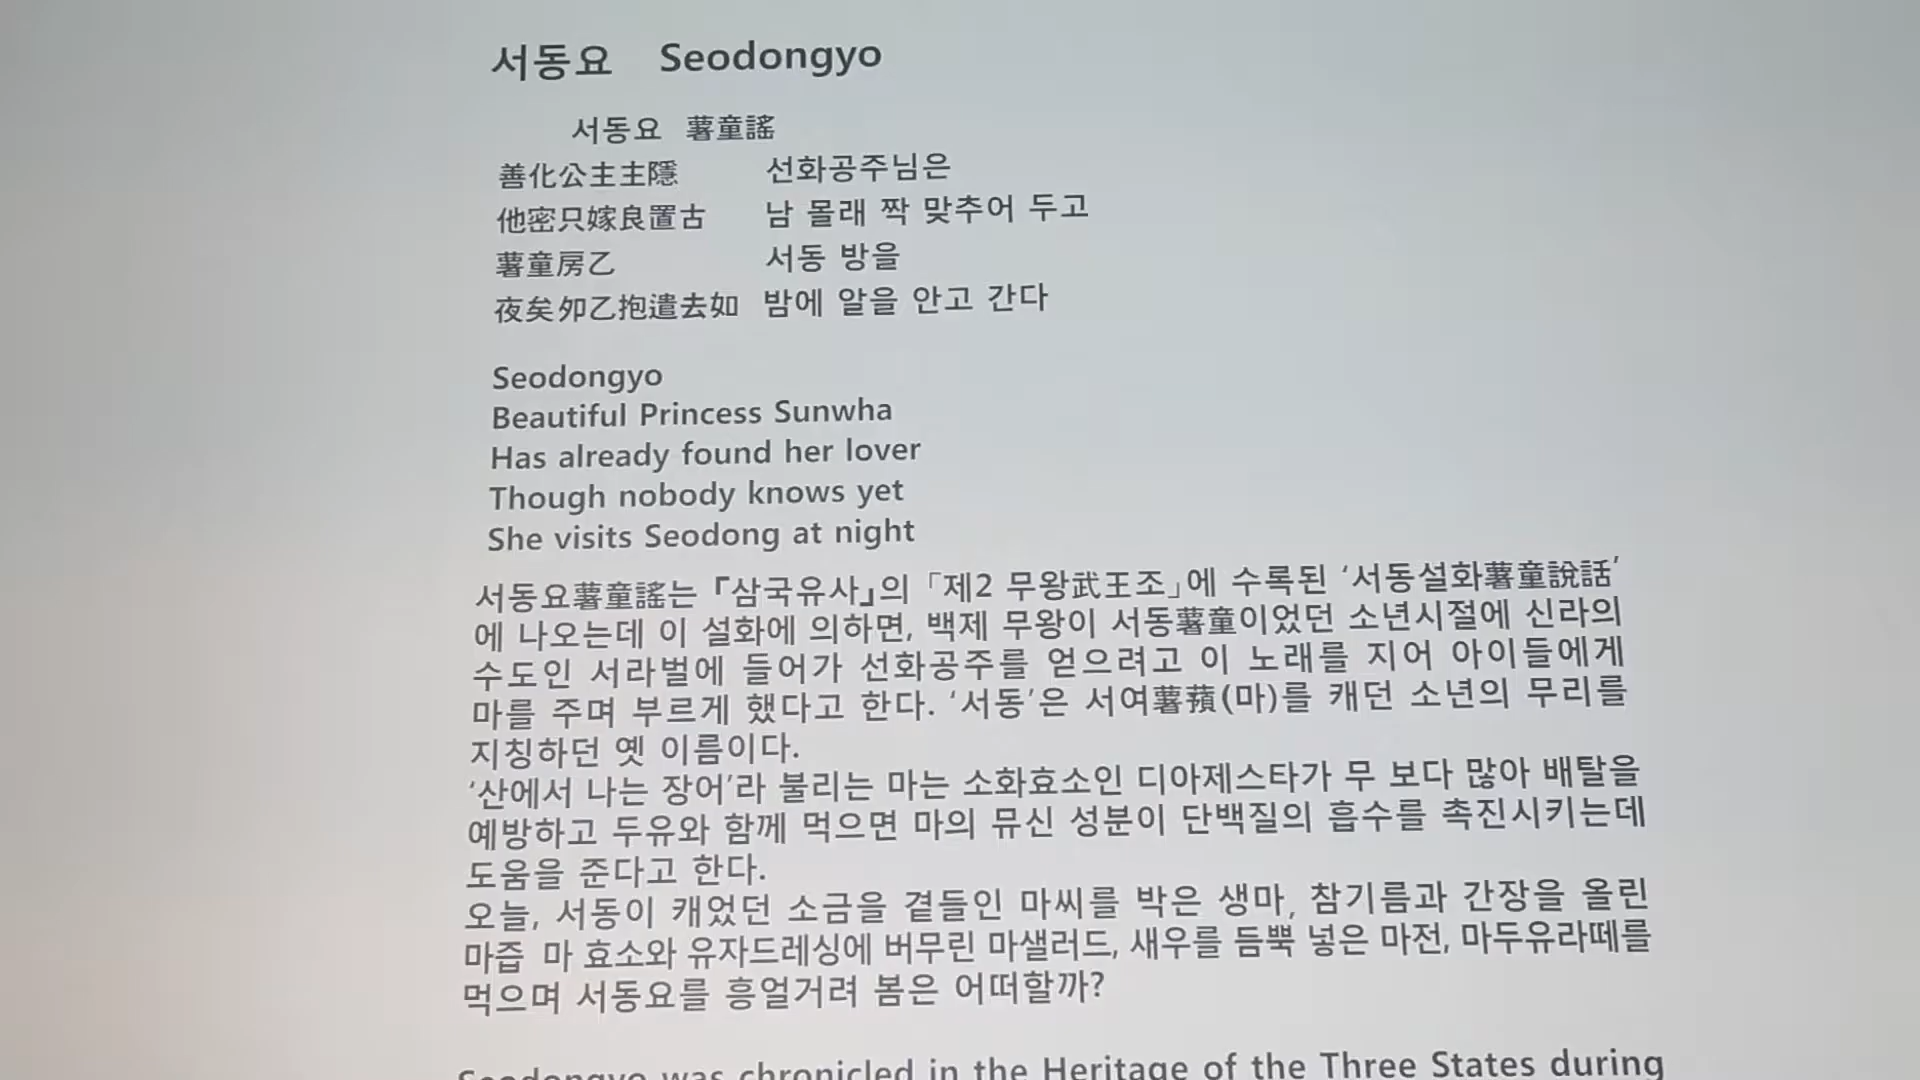 서동요 Seodongyo
서동요 薯童謠
善化公主主隱 선화공주님은
他密只嫁良置古 남 몰래 짝 맞추어 두고
薯童房乙 서동 방을
夜矣夘乙抱遣去如 밤에 알을 안고 간다
Seodongyo
Beautiful Princess Sunwha
Has already found her lover
Though nobody knows yet
She visits Seodong at night
서동요薯童謠는 『삼국유사』의 「제2 무왕武王조」에 수록된 ‘서동설화薯童說話’
에 나오는데 이 설화에 의하면, 백제 무왕이 서동薯童이었던 소년시절에 신라의
수도인 서라벌에 들어가 선화공주를 얻으려고 이 노래를 지어 아이들에게
마를 주며 부르게 했다고 한다. ‘서동’은 서여薯蕷(마)를 캐던 소년의 무리를
지칭하던 옛 이름이다.
‘산에서 나는 장어’라 불리는 마는 소화효소인 디아제스타가 무 보다 많아 배탈을
예방하고 두유와 함께 먹으면 마의 뮤신 성분이 단백질의 흡수를 촉진시키는데
도움을 준다고 한다.
오늘, 서동이 캐었던 소금을 곁들인 마씨를 박은 생마, 참기름과 간장을 올린
마즙 마 효소와 유자드레싱에 버무린 마샐러드, 새우를 듬뿍 넣은 마전, 마두유라떼를
먹으며 서동요를 흥얼거려 봄은 어떠할까?
Seodongyo was chronicled in the Heritage of the Three States during